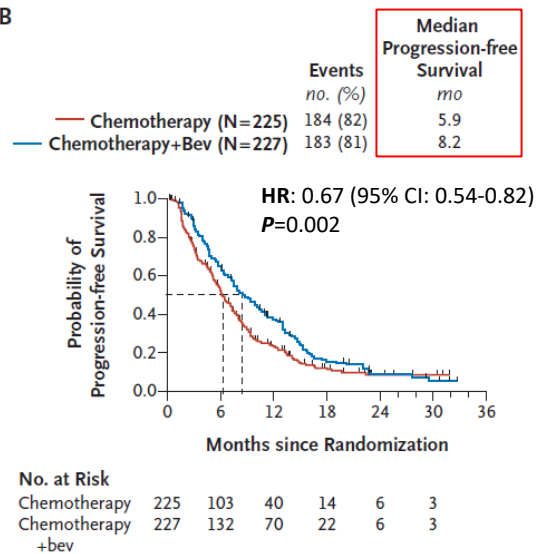 B
Median
Progression-free
Events Survival
no. (%) mo
Chemotherapy (N=225) 184 (82) 5.9
Chemotherapy+Bev (N=227) 183 (81) 8.2
HR: 0.67 (95% CI: 0.54-0.82)
P=0.002
Probability of
Progression-free Survival
1.0
0.8
0.6
0.4
0.2
0.0
0 6 12 18 24 30 36
Months since Randomization
No. at Risk
Chemotherapy 225 103 40 14 6 3
Chemotherapy 227 132 70 22 6 3
+bev